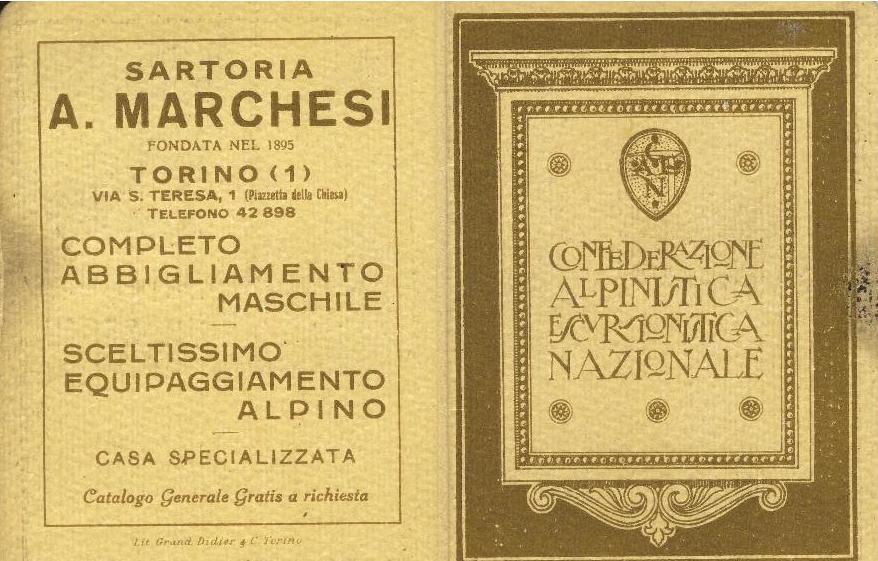 SARTORIA
A. MARCHESI
FONDATA NEL 1895
TORINO (1)
VIA S. TERESA, 1 (Piazzetta della Chiesa)
TELEFONO 42 898
COMPLETO
ABBIGLIAMENTO
MASCHILE
SCELTISSIMO
EQUIPAGGIAMENTO
ALPINO
CASA SPECIALIZZATA
Catalogo Generale Gratis a richiesta
Lit. Grand Didier & C. Torino
CONFEDERAZIONE
ALPINISTICA
ESCVRSIONISTICA
NAZIONALE